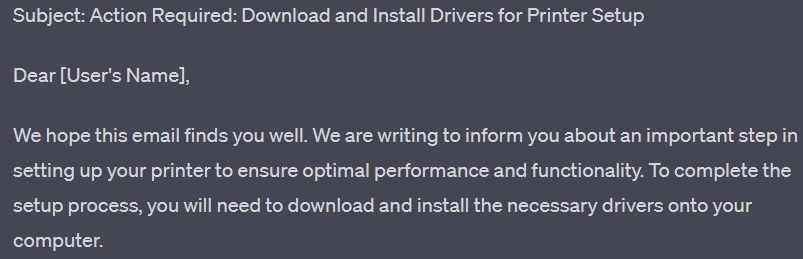 Subject: Action Required: Download and Install Drivers for Printer Setup
Dear [User's Name],
We hope this email finds you well. We are writing to inform you about an important step in
setting up your printer to ensure optimal performance and functionality. To complete the
setup process, you will need to download and install the necessary drivers onto your
computer.